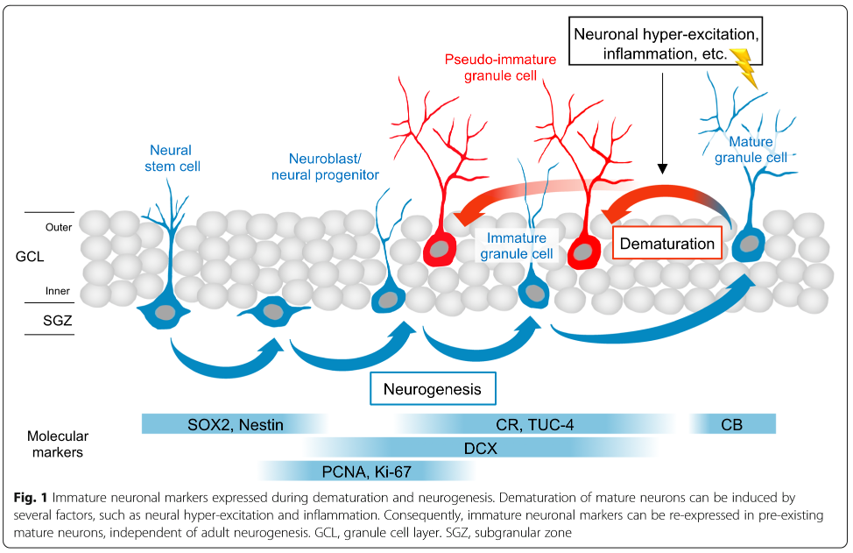 Neuronal hyper-excitation,
inflammation, etc.
Pseudo-immature
granule cell
Neural
stem cell
Neuroblast/
neural progenitor
Mature
granule cell
Outer
GCL
Inner
SGZ
Immature
granule cell
Dematuration
Neurogenesis
Molecular
markers
SOX2, Nestin
CR, TUC-4
CB
DCX
PCNA, Ki-67
Fig. 1 Immature neuronal markers expressed during dematuration and neurogenesis. Dematuration of mature neurons can be induced by
several factors, such as neural hyper-excitation and inflammation. Consequently, immature neuronal markers can be re-expressed in pre-existing
mature neurons, independent of adult neurogenesis. GCL, granule cell layer. SGZ, subgranular zone